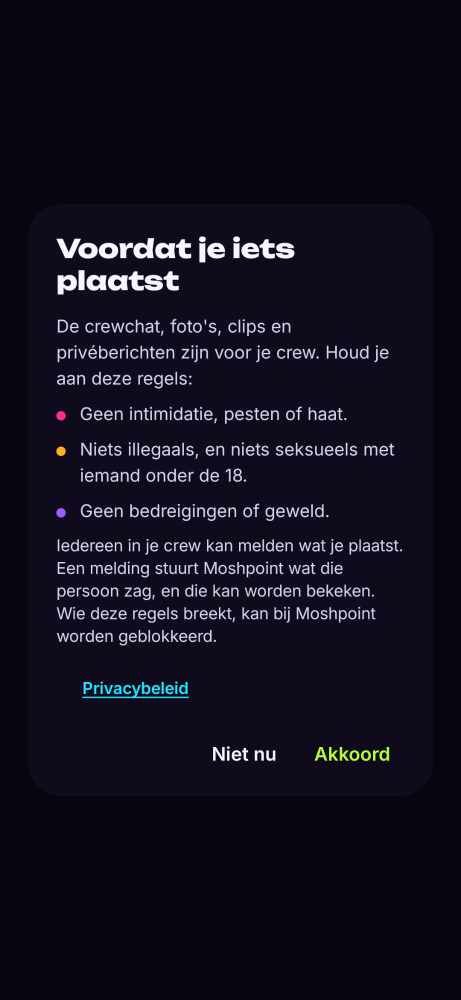 Voordat je iets
plaatst
De crewchat, foto's, clips en
privéberichten zijn voor je crew. Houd je
aan deze regels:
Geen intimidatie, pesten of haat.
Niets illegaals, en niets seksueels met
iemand onder de 18.
Geen bedreigingen of geweld.
Iedereen in je crew kan melden wat je plaatst.
Een melding stuurt Moshpoint wat die
persoon zag, en die kan worden bekeken.
Wie deze regels breekt, kan bij Moshpoint
worden geblokkeerd.
Privacybeleid
Niet nu
Akkoord